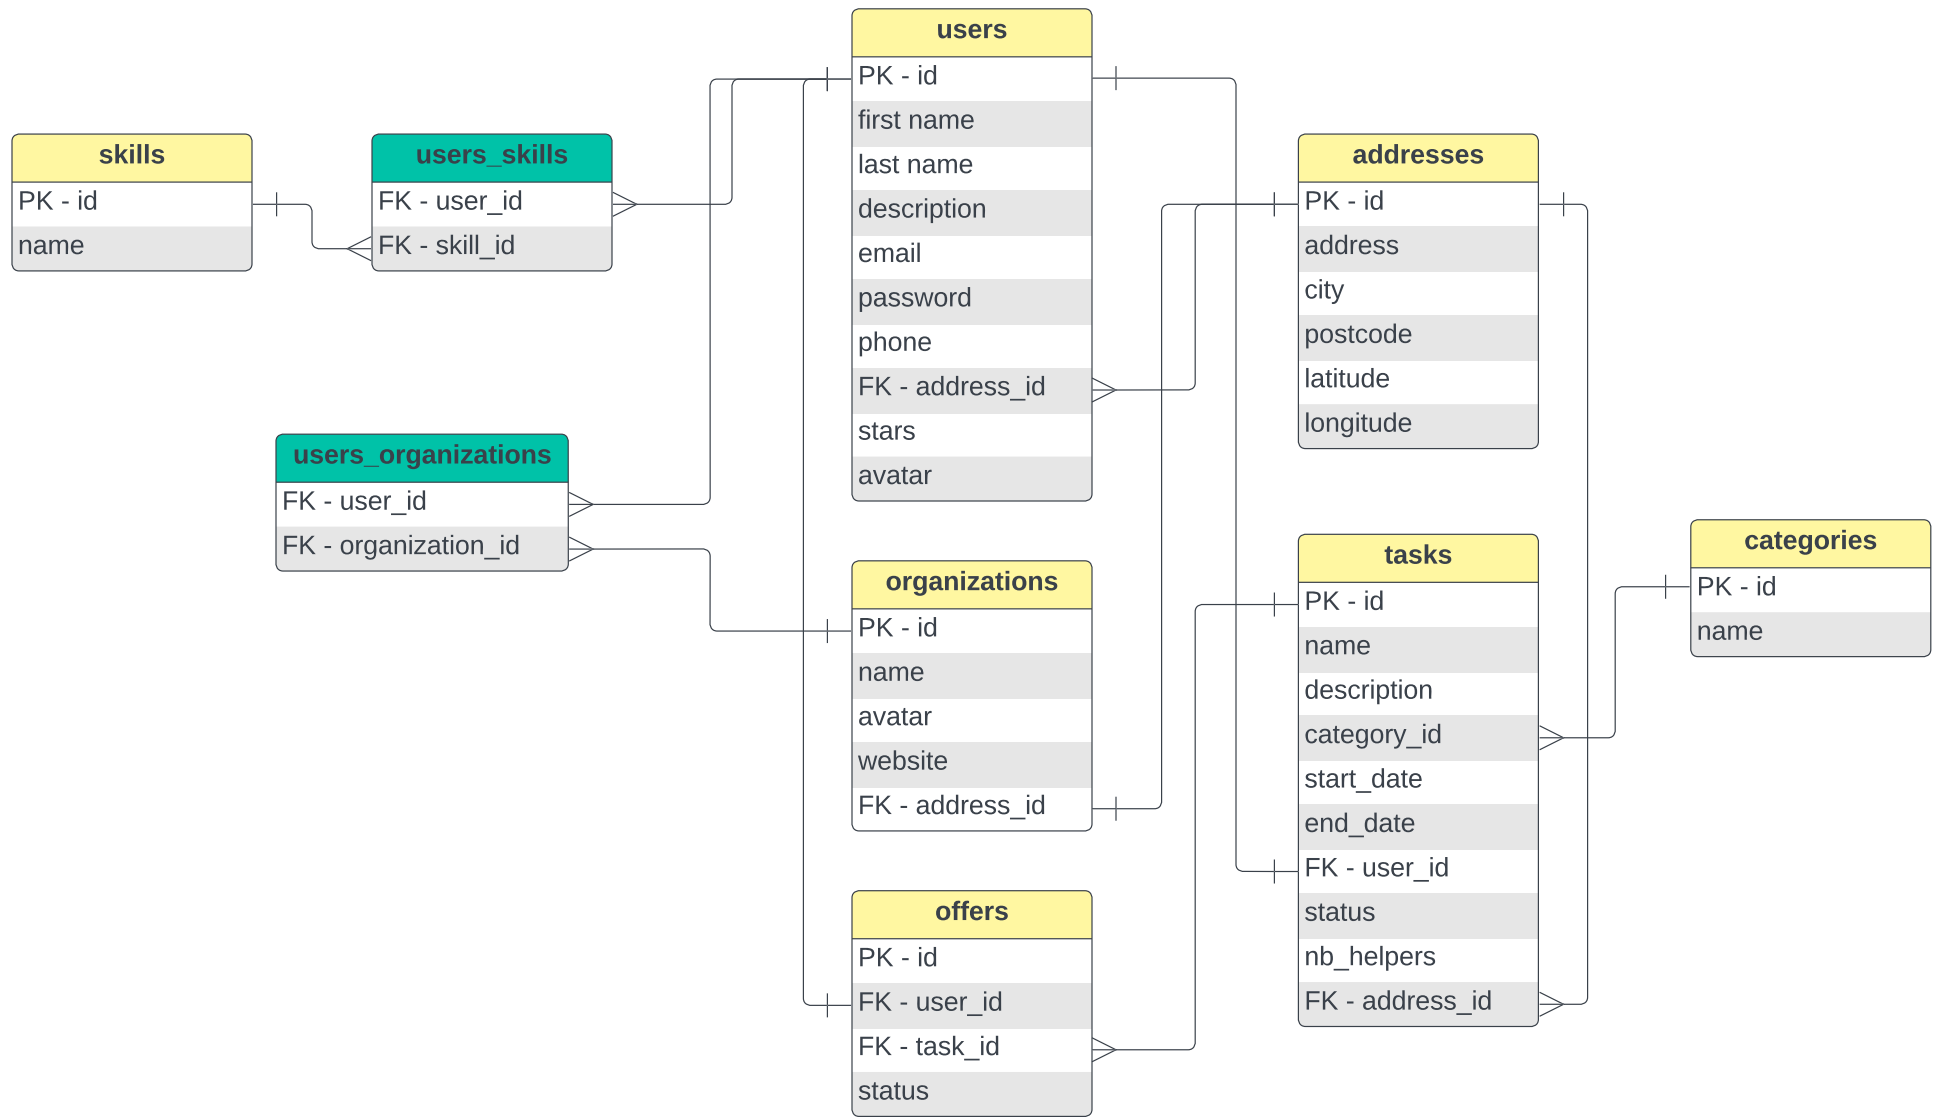 users
PK - id
first name
last name
description
email
password
phone
FK - address_id
stars
avatar
skills
PK - id
name
users_skills
FK - user_id
FK - skill_id
addresses
PK - id
address
city
postcode
latitude
longitude
users_organizations
FK - user_id
FK - organization_id
organizations
PK - id
name
avatar
website
FK - address_id
tasks
PK - id
name
description
category_id
start_date
end_date
FK - user_id
status
nb_helpers
FK - address_id
categories
PK - id
name
offers
PK - id
FK - user_id
FK - task_id
status